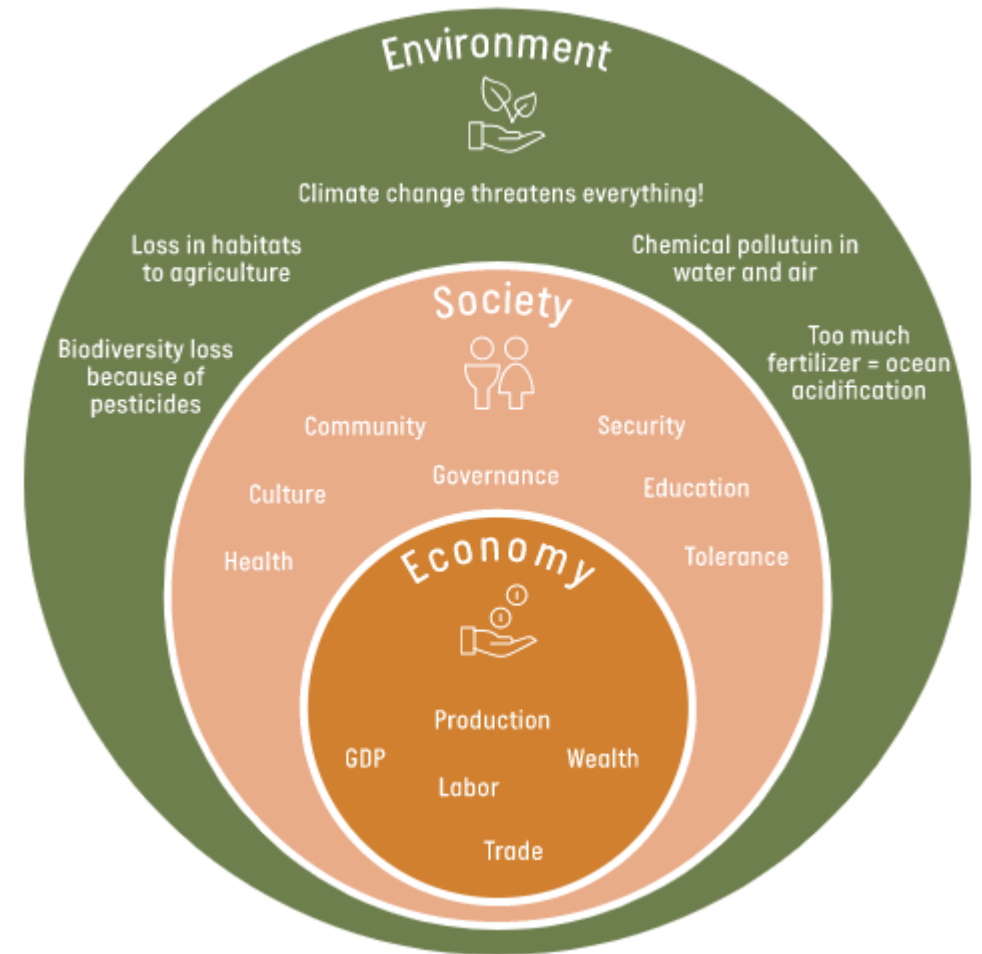 Environment
Climate change threatens everything!
Loss in habitats
to agriculture
Chemical pollutuin in
water and air
Biodiversity loss
because of
pesticides
Too much
fertilizer = ocean
acidification
Society
Community
Security
Governance
Culture
Education
Health
Tolerance
Economy
Production
GDP
Wealth
Labor
Trade